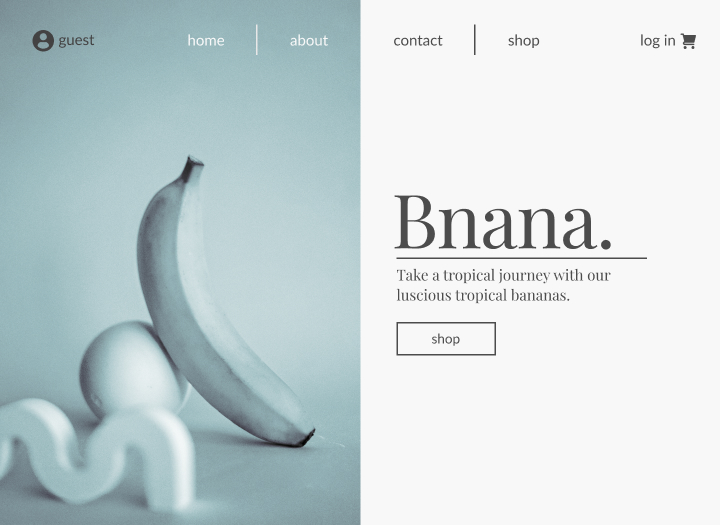 guest
home
about
contact
shop
log in
Bnana.
Take a tropical journey with our
luscious tropical bananas.
shop